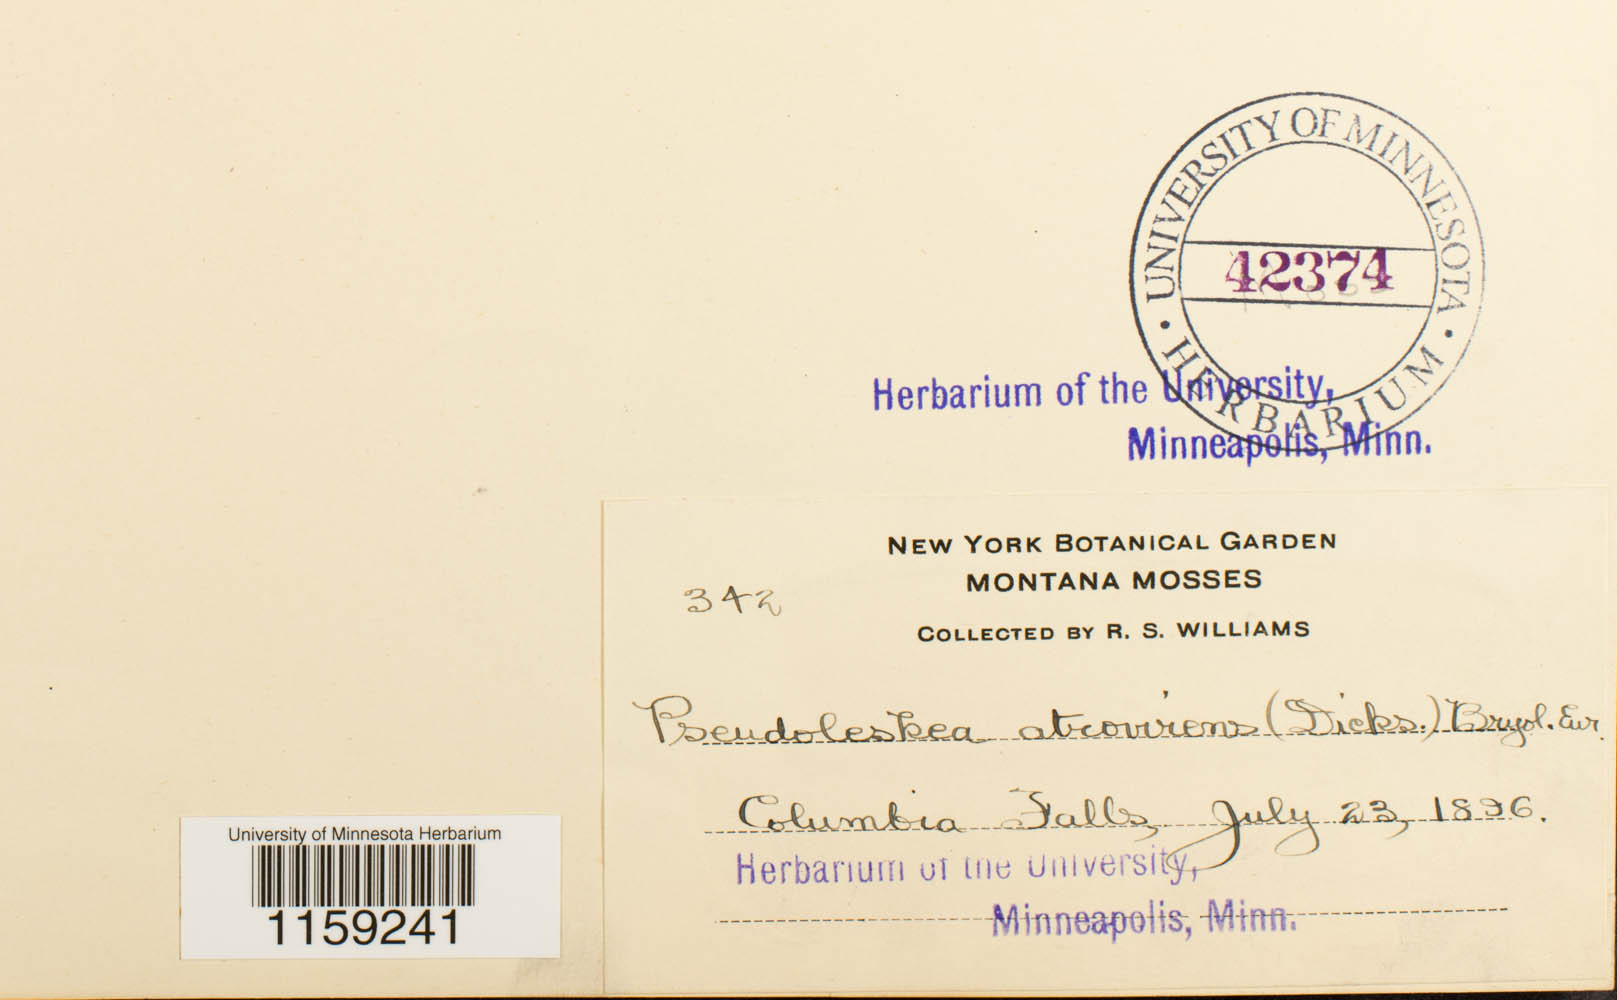 UNIVERSITY OF MINNESOTA
42374
• HERBARIUM •
Herbarium of the University,
Minneapolis, Minn.
NEW YORK BOTANICAL GARDEN
MONTANA MOSSES
342
COLLECTED BY R. S. WILLIAMS
Pseudoleskea atrovirens (Dicks.) Bryol. Eur.
Columbia Falls, July 23, 1896.
Herbarium of the University,
Minneapolis, Minn.
University of Minnesota Herbarium
1159241